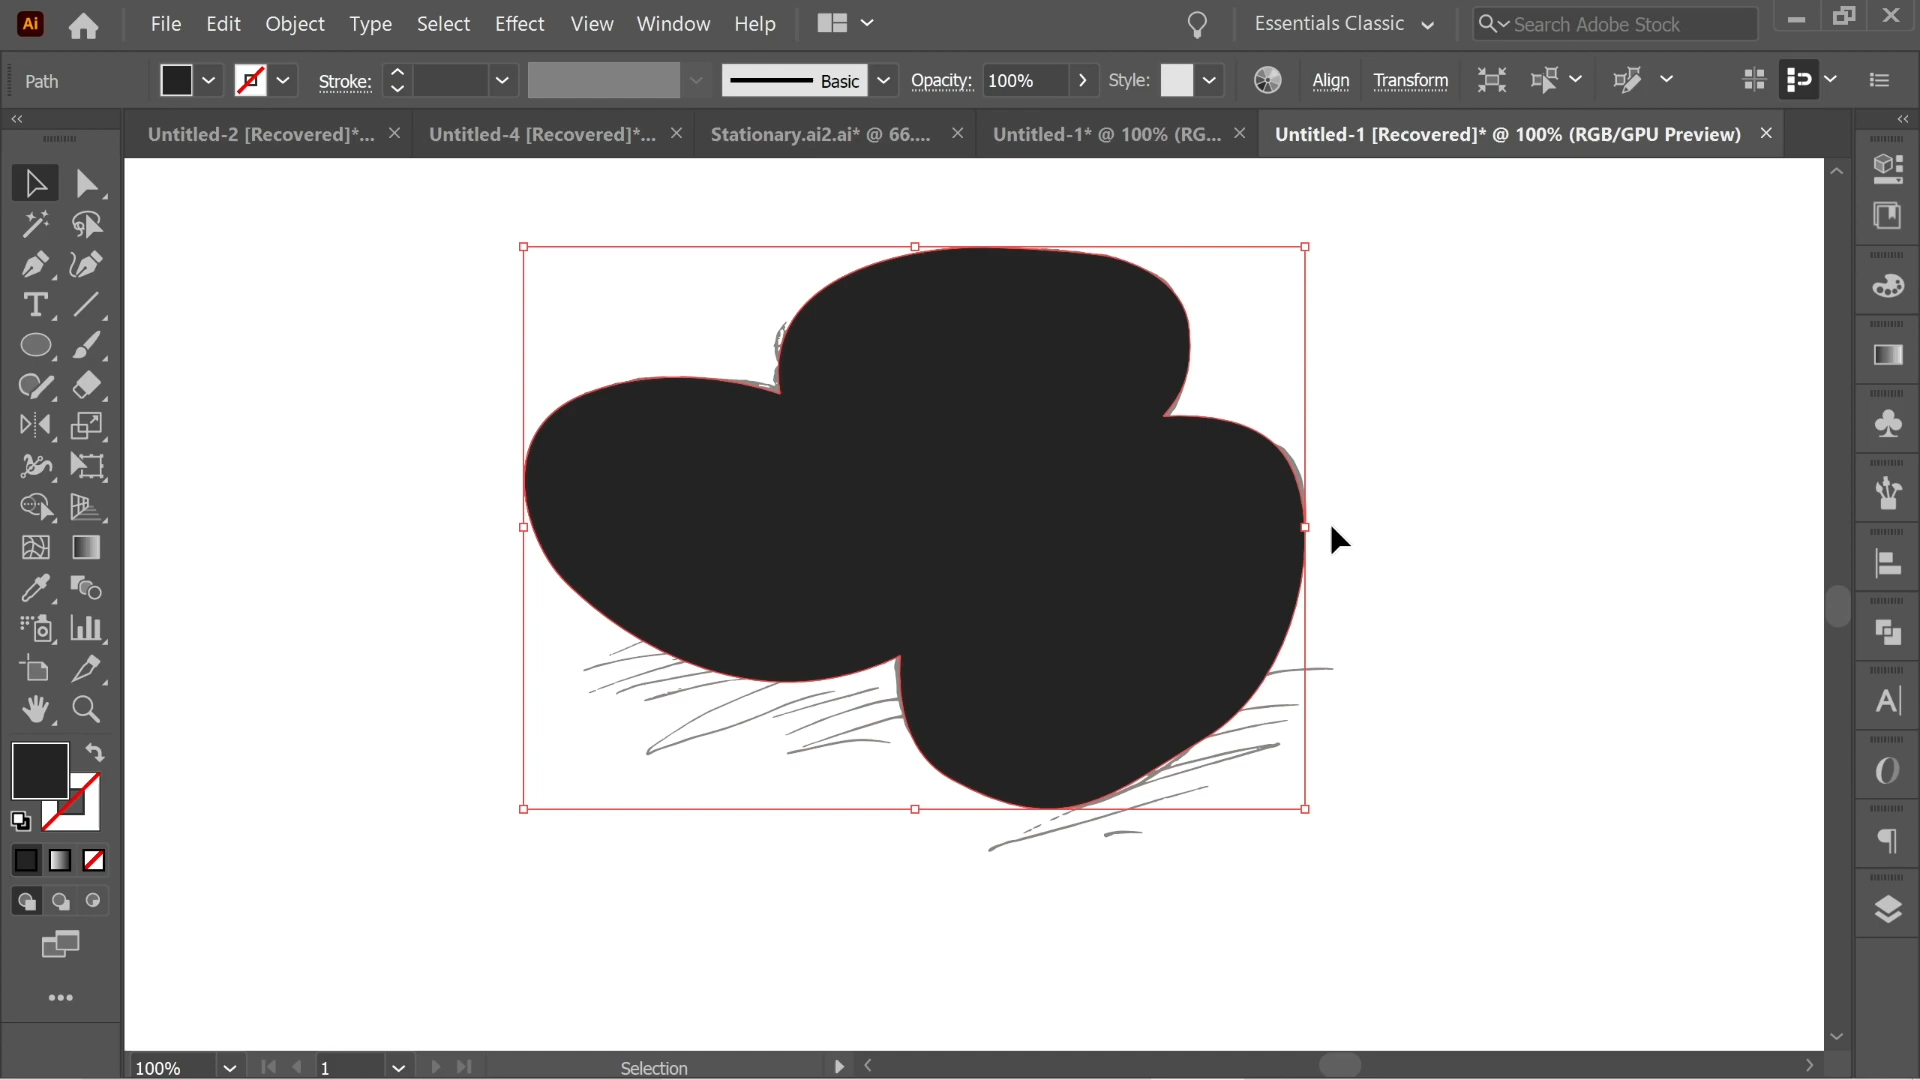 Ai File Edit Object Type Select Effect View Window Help Essentials Classic Search Adobe Stock
Path Stroke: Basic Opacity: 100% Style: Align Transform
Untitled-2 [Recovered]*... Untitled-4 [Recovered]*... Stationary.ai2.ai* @ 66.... Untitled-1* @ 100% (RG... Untitled-1 [Recovered]* @ 100% (RGB/GPU Preview)
100% 1 Selection